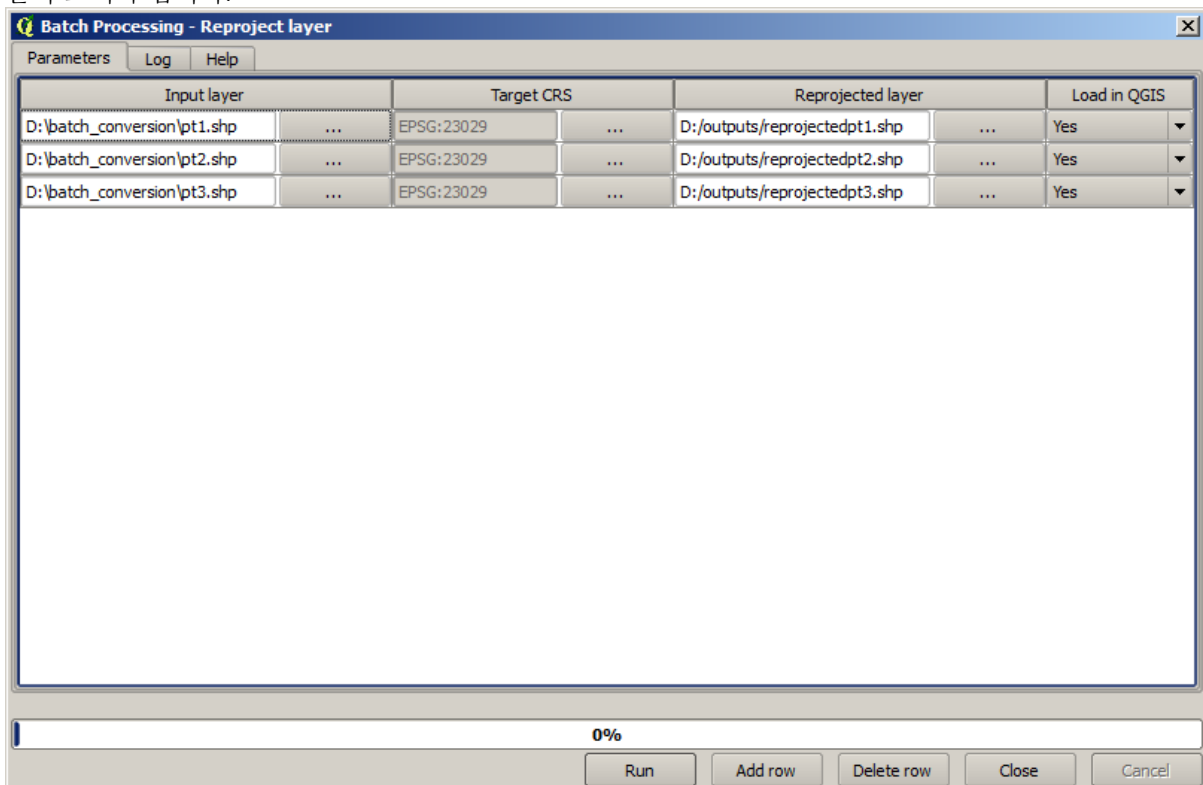 Batch Processing - Reproject layer
Parameters Log Help
Input layer Target CRS Reprojected layer Load in QGIS
D:\batch_conversion\pt1.shp ... EPSG:23029 ... D:/outputs/reprojectedpt1.shp ... Yes
D:\batch_conversion\pt2.shp ... EPSG:23029 ... D:/outputs/reprojectedpt2.shp ... Yes
D:\batch_conversion\pt3.shp ... EPSG:23029 ... D:/outputs/reprojectedpt3.shp ... Yes
0%
Run Add row Delete row Close Cancel